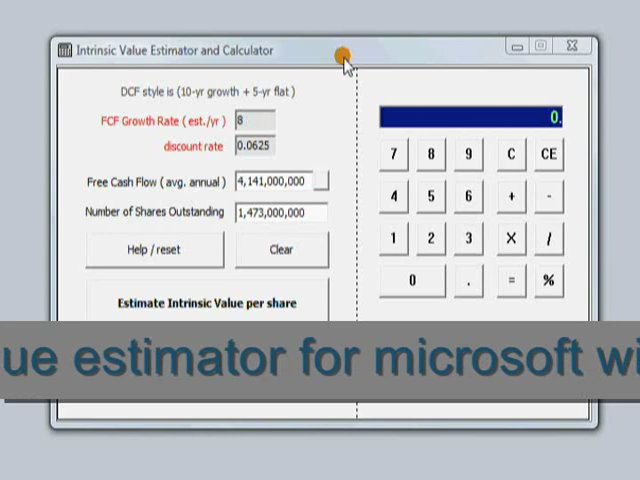 Intrinsic Value Estimator and Calculator
DCF style is (10-yr growth + 5-yr flat )
FCF Growth Rate ( est./yr ) 8
discount rate 0.0625
Free Cash Flow ( avg. annual ) 4,141,000,000
Number of Shares Outstanding 1,473,000,000
Help / reset Clear
Estimate Intrinsic Value per share
0.
7 8 9 C CE
4 5 6 + -
1 2 3 X /
0 . = %
ue estimator for microsoft wi